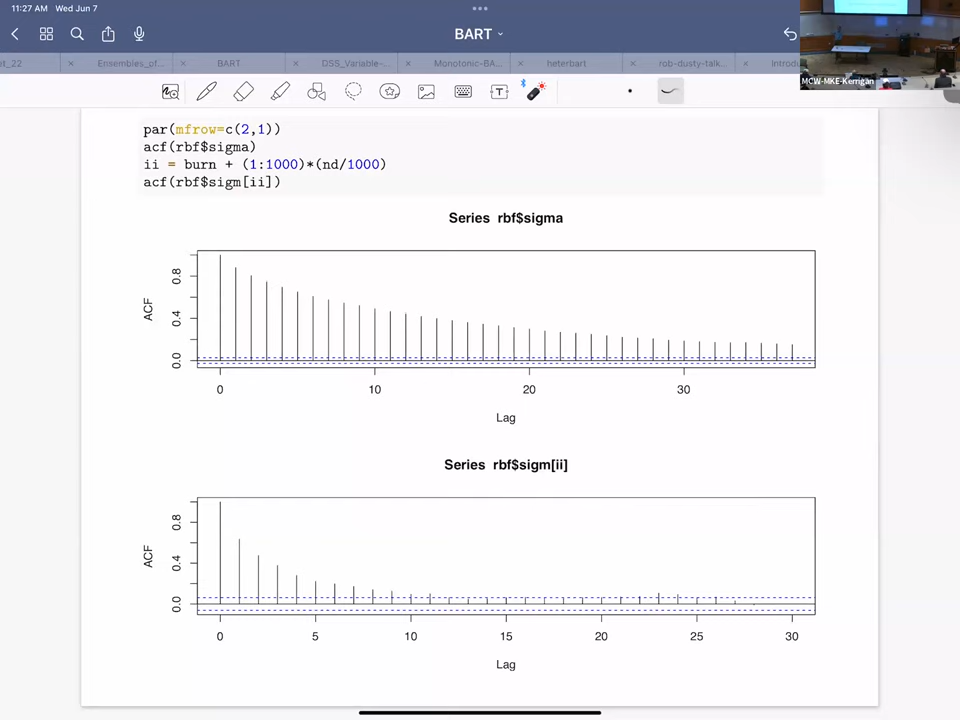 11:27 AM Wed Jun 7
BART
d_22
Ensembles_of...
BART
DSS_Variable-...
Monotonic-BA...
heterbart
rob-dusty-talk...
Introdu
MCW-MKE-Kerrigan
par(mfrow=c(2,1))
acf(rbf$sigma)
ii = burn + (1:1000)*(nd/1000)
acf(rbf$sigm[ii])
Series rbf$sigma
ACF
0.0 0.4 0.8
0 10 20 30
Lag
Series rbf$sigm[ii]
ACF
0.0 0.4 0.8
0 5 10 15 20 25 30
Lag